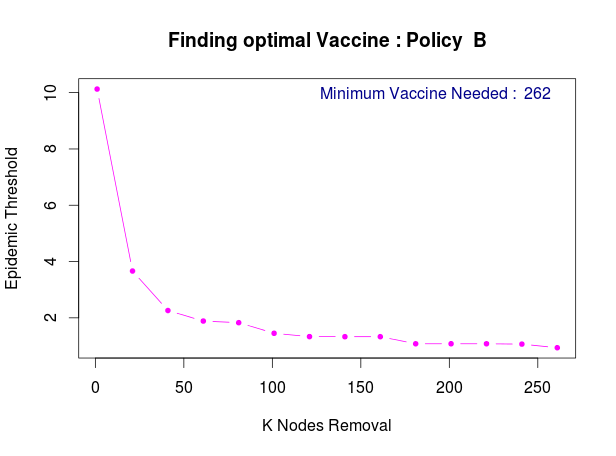 Finding optimal Vaccine : Policy  B
Minimum Vaccine Needed :  262
Epidemic Threshold
10
8
6
4
2
0
50
100
150
200
250
K Nodes Removal